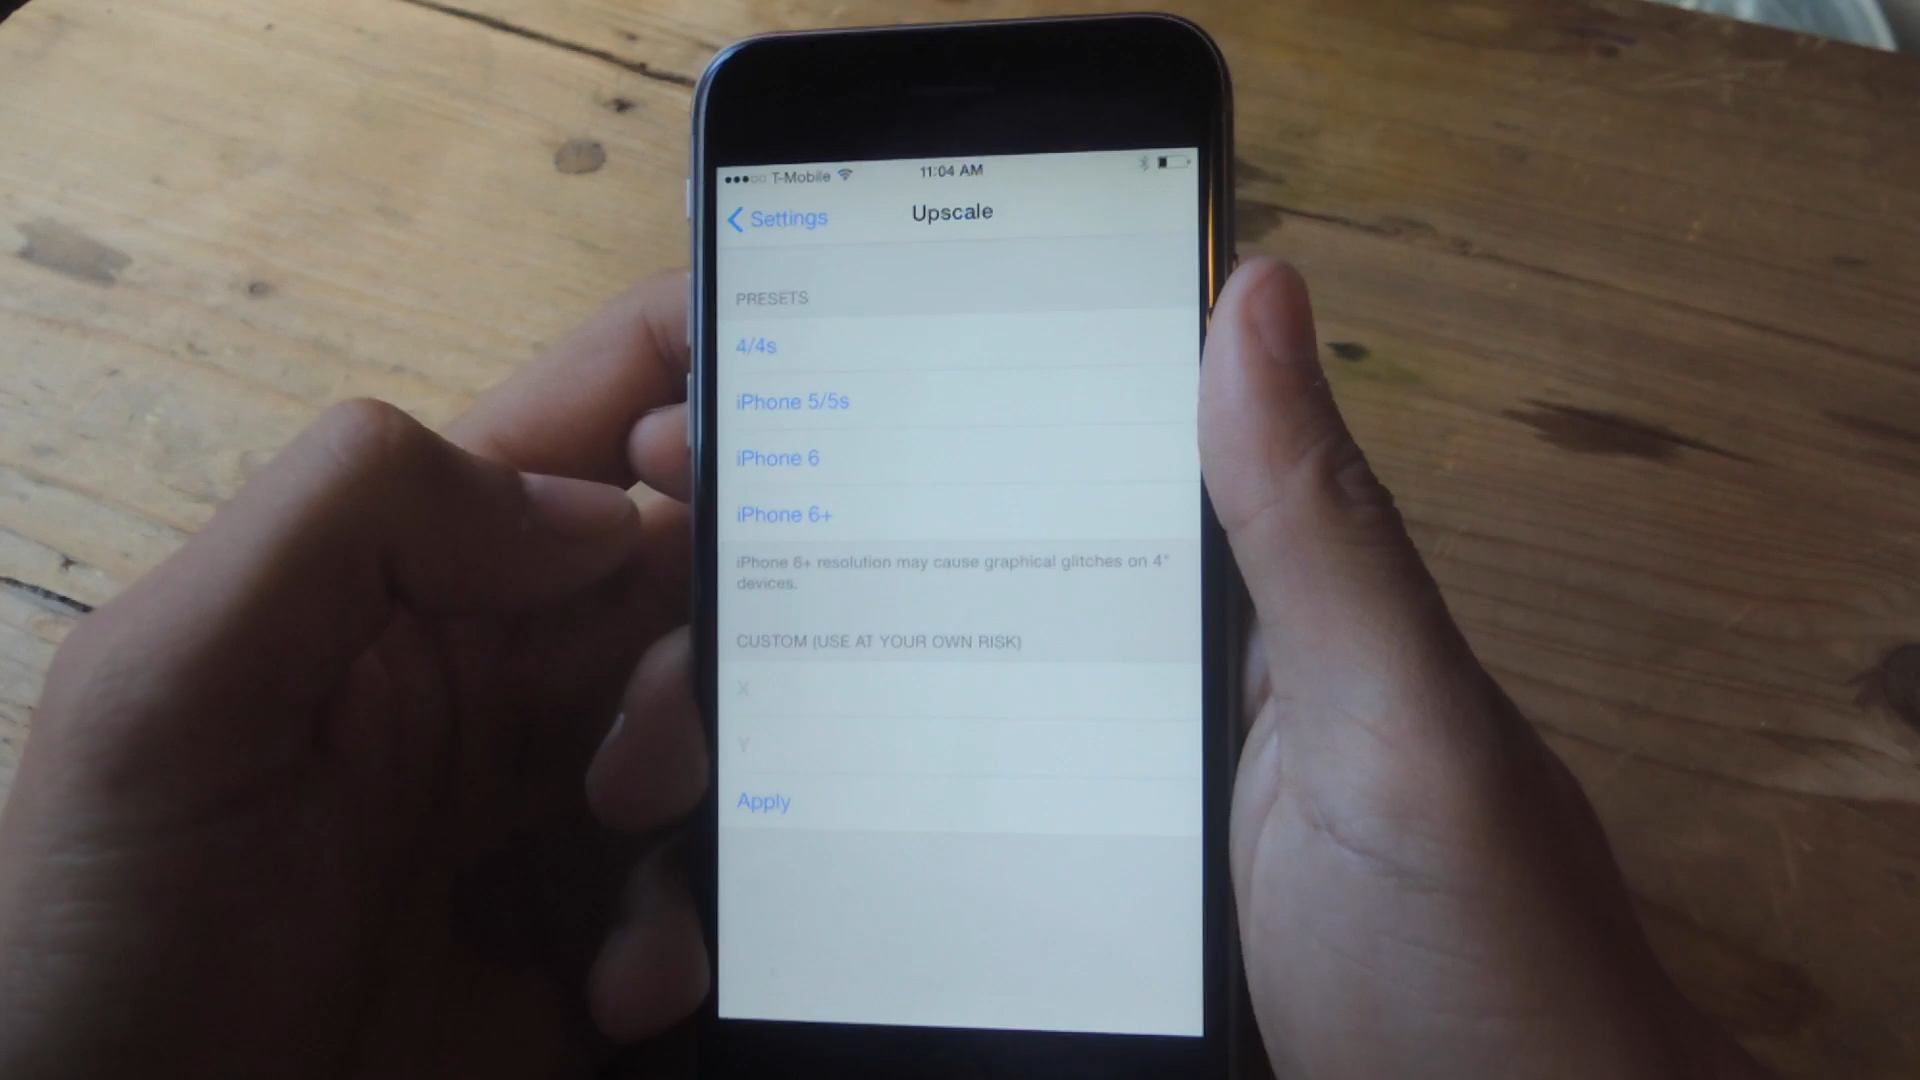 T-Mobile 11:04 AM
Settings Upscale
PRESETS
4/4s
iPhone 5/5s
iPhone 6
iPhone 6+
iPhone 6+ resolution may cause graphical glitches on 4"
devices.
CUSTOM (USE AT YOUR OWN RISK)
X
Y
Apply